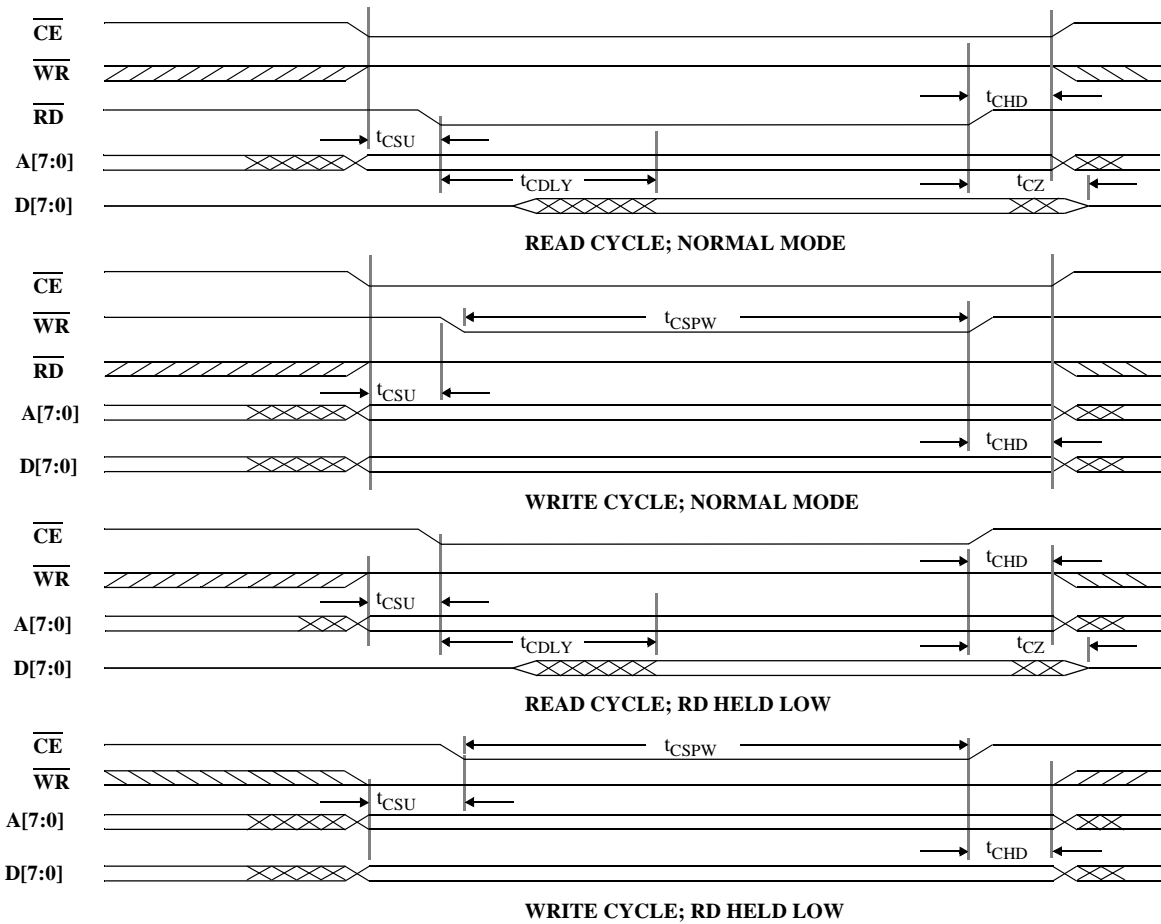 CE
WR
tCHD
RD
tCSU
A[7:0]
tCDLY
tCZ
D[7:0]
READ CYCLE; NORMAL MODE
CE
WR
tCSPW
RD
tCSU
A[7:0]
tCHD
D[7:0]
WRITE CYCLE; NORMAL MODE
CE
tCHD
WR
tCSU
A[7:0]
tCDLY
tCZ
D[7:0]
READ CYCLE; RD HELD LOW
CE
tCSPW
WR
tCSU
A[7:0]
tCHD
D[7:0]
WRITE CYCLE; RD HELD LOW